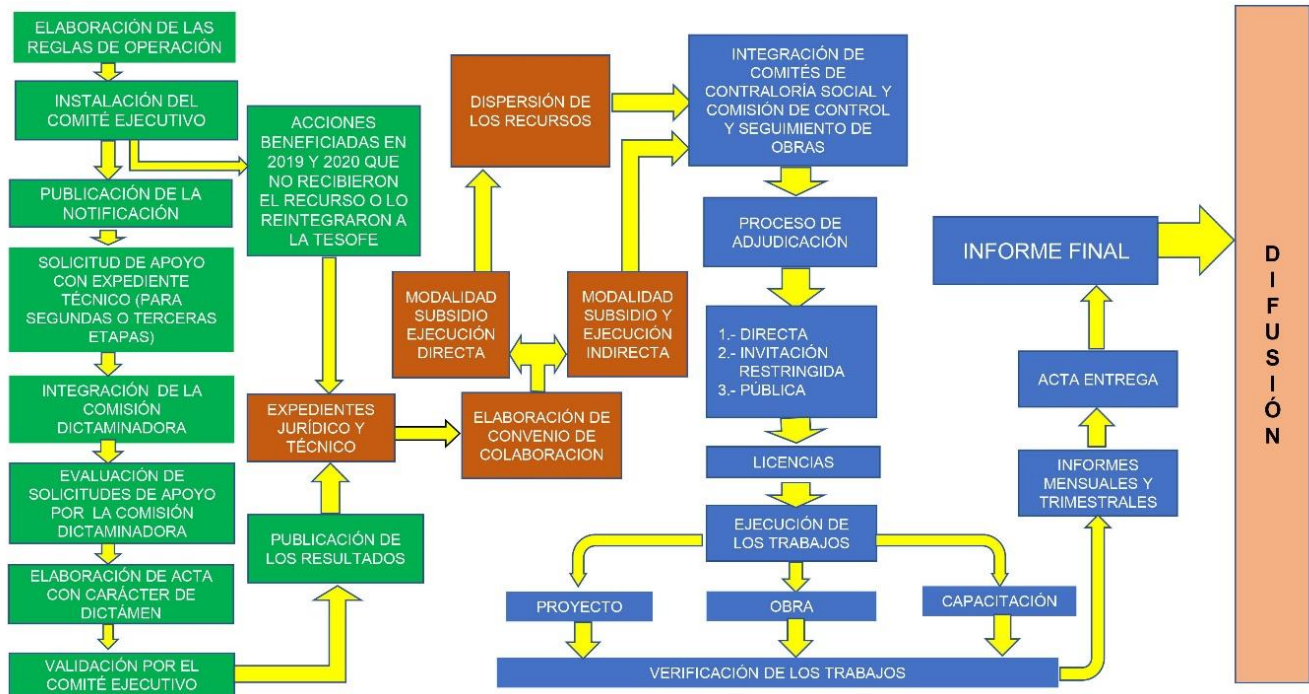 ELABORACIÓN DE LAS
REGLAS DE OPERACIÓN
INSTALACIÓN DEL
COMITÉ EJECUTIVO
PUBLICACIÓN DE LA
NOTIFICACIÓN
SOLICITUD DE APOYO
CON EXPEDIENTE
TÉCNICO (PARA
SEGUNDAS O TERCERAS
ETAPAS)
INTEGRACIÓN DE LA
COMISIÓN
DICTAMINADORA
EVALUACIÓN DE
SOLICITUDES DE APOYO
POR LA COMISIÓN
DICTAMINADORA
ELABORACIÓN DE ACTA
CON CARÁCTER DE
DICTÁMEN
VALIDACIÓN POR EL
COMITÉ EJECUTIVO
ACCIONES
BENEFICIADAS EN
2019 Y 2020 QUE
NO RECIBIERON
EL RECURSO O LO
REINTEGRARON A
LA TESOFE
PUBLICACIÓN DE
LOS RESULTADOS
EXPEDIENTES
JURÍDICO Y
TÉCNICO
ELABORACIÓN DE
CONVENIO DE
COLABORACION
MODALIDAD
SUBSIDIO
EJECUCIÓN
DIRECTA
MODALIDAD
SUBSIDIO Y
EJECUCIÓN
INDIRECTA
DISPERSIÓN DE
LOS RECURSOS
INTEGRACIÓN DE
COMITÉS DE
CONTRALORÍA SOCIAL Y
COMISIÓN DE CONTROL
Y SEGUIMIENTO DE
OBRAS
PROCESO DE
ADJUDICACIÓN
1.- DIRECTA
2.- INVITACIÓN
RESTRINGIDA
3.- PÚBLICA
LICENCIAS
EJECUCIÓN DE
LOS TRABAJOS
PROYECTO
OBRA
CAPACITACIÓN
VERIFICACIÓN DE LOS TRABAJOS
INFORMES
MENSUALES Y
TRIMESTRALES
ACTA ENTREGA
INFORME FINAL
DIFUSIÓN